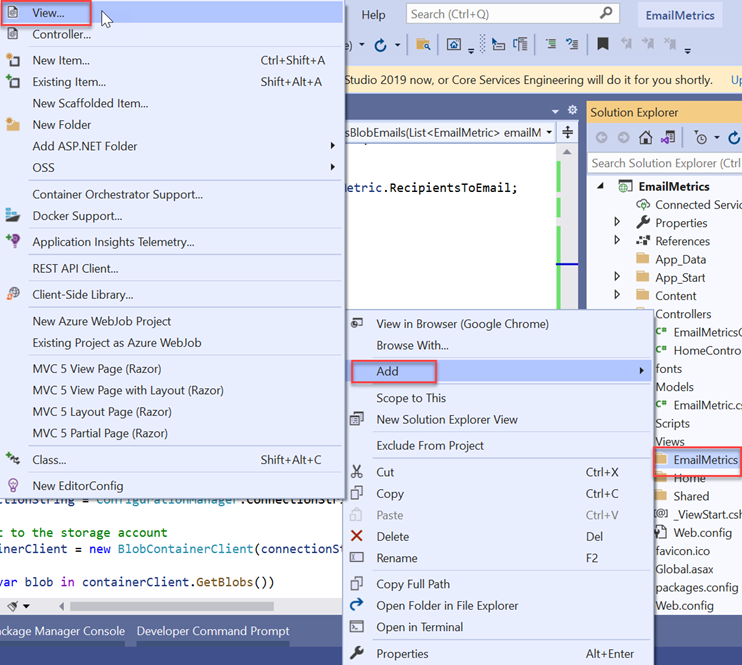 View...
Controller...
New Item... Ctrl+Shift+A
Existing Item... Shift+Alt+A
New Scaffolded Item...
New Folder
Add ASP.NET Folder
OSS
Container Orchestrator Support...
Docker Support...
Application Insights Telemetry...
REST API Client...
Client-Side Library...
New Azure WebJob Project
Existing Project as Azure WebJob
MVC 5 View Page (Razor)
MVC 5 View Page with Layout (Razor)
MVC 5 Layout Page (Razor)
MVC 5 Partial Page (Razor)
Class... Shift+Alt+C
New EditorConfig
Help Search (Ctrl+Q) EmailMetrics
Studio 2019 now, or Core Services Engineering will do it for you shortly. Up
sBlobEmails(List<EmailMetric> emailM
etric.RecipientsToEmail;
Solution Explorer
Search Solution Explorer (Ctrl
EmailMetrics
Connected Servic
Properties
References
App_Data
App_Start
Content
Controllers
C# EmailMetricsC
C# HomeContro
fonts
Models
C# EmailMetric.cs
Scripts
Views
EmailMetrics
Home
Shared
[@] _ViewStart.csh
Web.config
favicon.ico
Global.asax
packages.config
Web.config
View in Browser (Google Chrome)
Browse With...
Add
Scope to This
New Solution Explorer View
Exclude From Project
Cut Ctrl+X
Copy Ctrl+C
Paste Ctrl+V
Delete Del
Rename F2
Copy Full Path
Open Folder in File Explorer
Open in Terminal
Properties Alt+Enter
ctionString = ConfigurationManager.ConnectionStri
t to the storage account
inerClient = new BlobContainerClient(connectionSt
var blob in containerClient.GetBlobs())
ackage Manager Console Developer Command Prompt